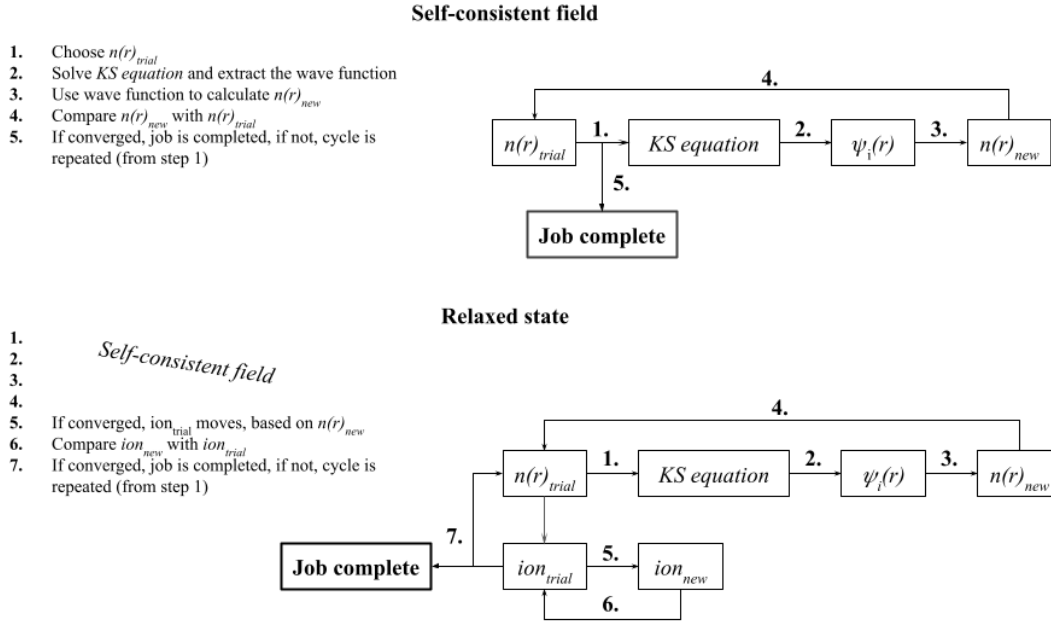 Self-consistent field
1. Choose n(r)trial
2. Solve KS equation and extract the wave function
3. Use wave function to calculate n(r)new
4. Compare n(r)new with n(r)trial
5. If converged, job is completed, if not, cycle is
repeated (from step 1)
4.
n(r)trial 1. KS equation 2. ψi(r) 3. n(r)new
5.
Job complete
Relaxed state
1.
2.
3.
4.
Self-consistent field
5. If converged, iontrial moves, based on n(r)new
6. Compare ionnew with iontrial
7. If converged, job is completed, if not, cycle is
repeated (from step 1)
4.
n(r)trial 1. KS equation 2. ψi(r) 3. n(r)new
7.
Job complete iontrial 5. ionnew
6.